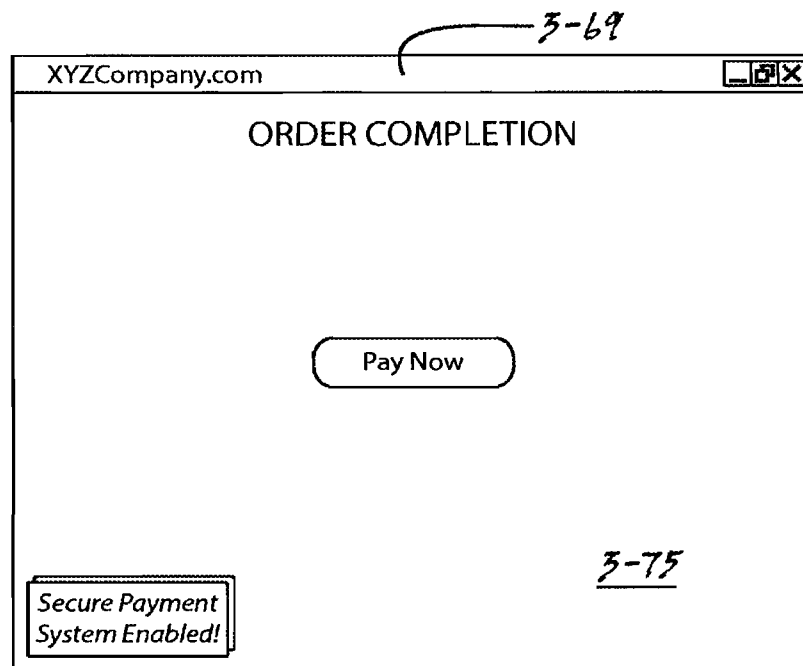 3-69
XYZCompany.com
ORDER COMPLETION
Pay Now
3-75
Secure Payment
System Enabled!